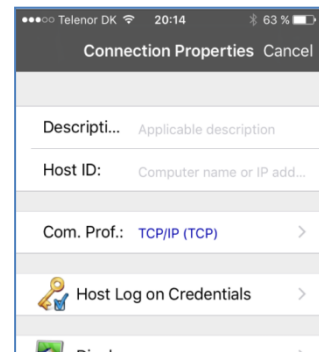 Telenor DK 20:14 63 %
Connection Properties Cancel
Descripti... Applicable description
Host ID: Computer name or IP add...
Com. Prof.: TCP/IP (TCP)
Host Log on Credentials